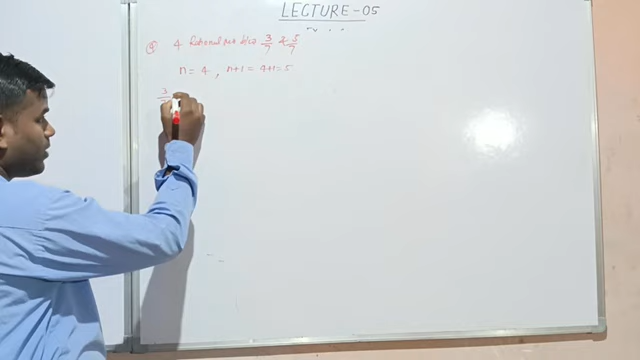 LECTURE-05
4 Rational no. b/w 3/7 & 5/7
n = 4 , n+1 = 4+1 = 5
3